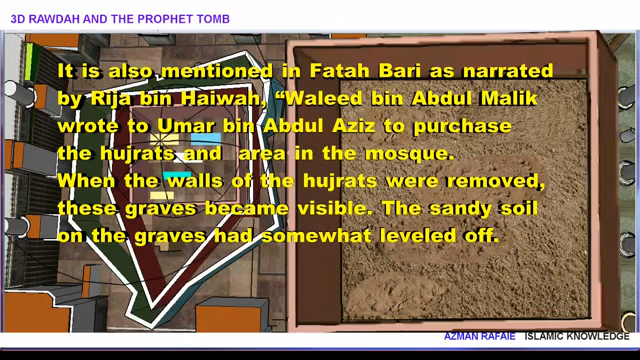 3D RAWDAH AND THE PROPHET TOMB
It is also mentioned in Fatah Bari as narrated
by Rija bin Haiwah, “Waleed bin Abdul Malik
wrote to Umar bin Abdul Aziz to purchase
the hujrats and area in the mosque.
When the walls of the hujrats were removed,
these graves became visible. The sandy soil
on the graves had somewhat leveled off.
AZMAN RAFAIE ISLAMIC KNOWLEDGE